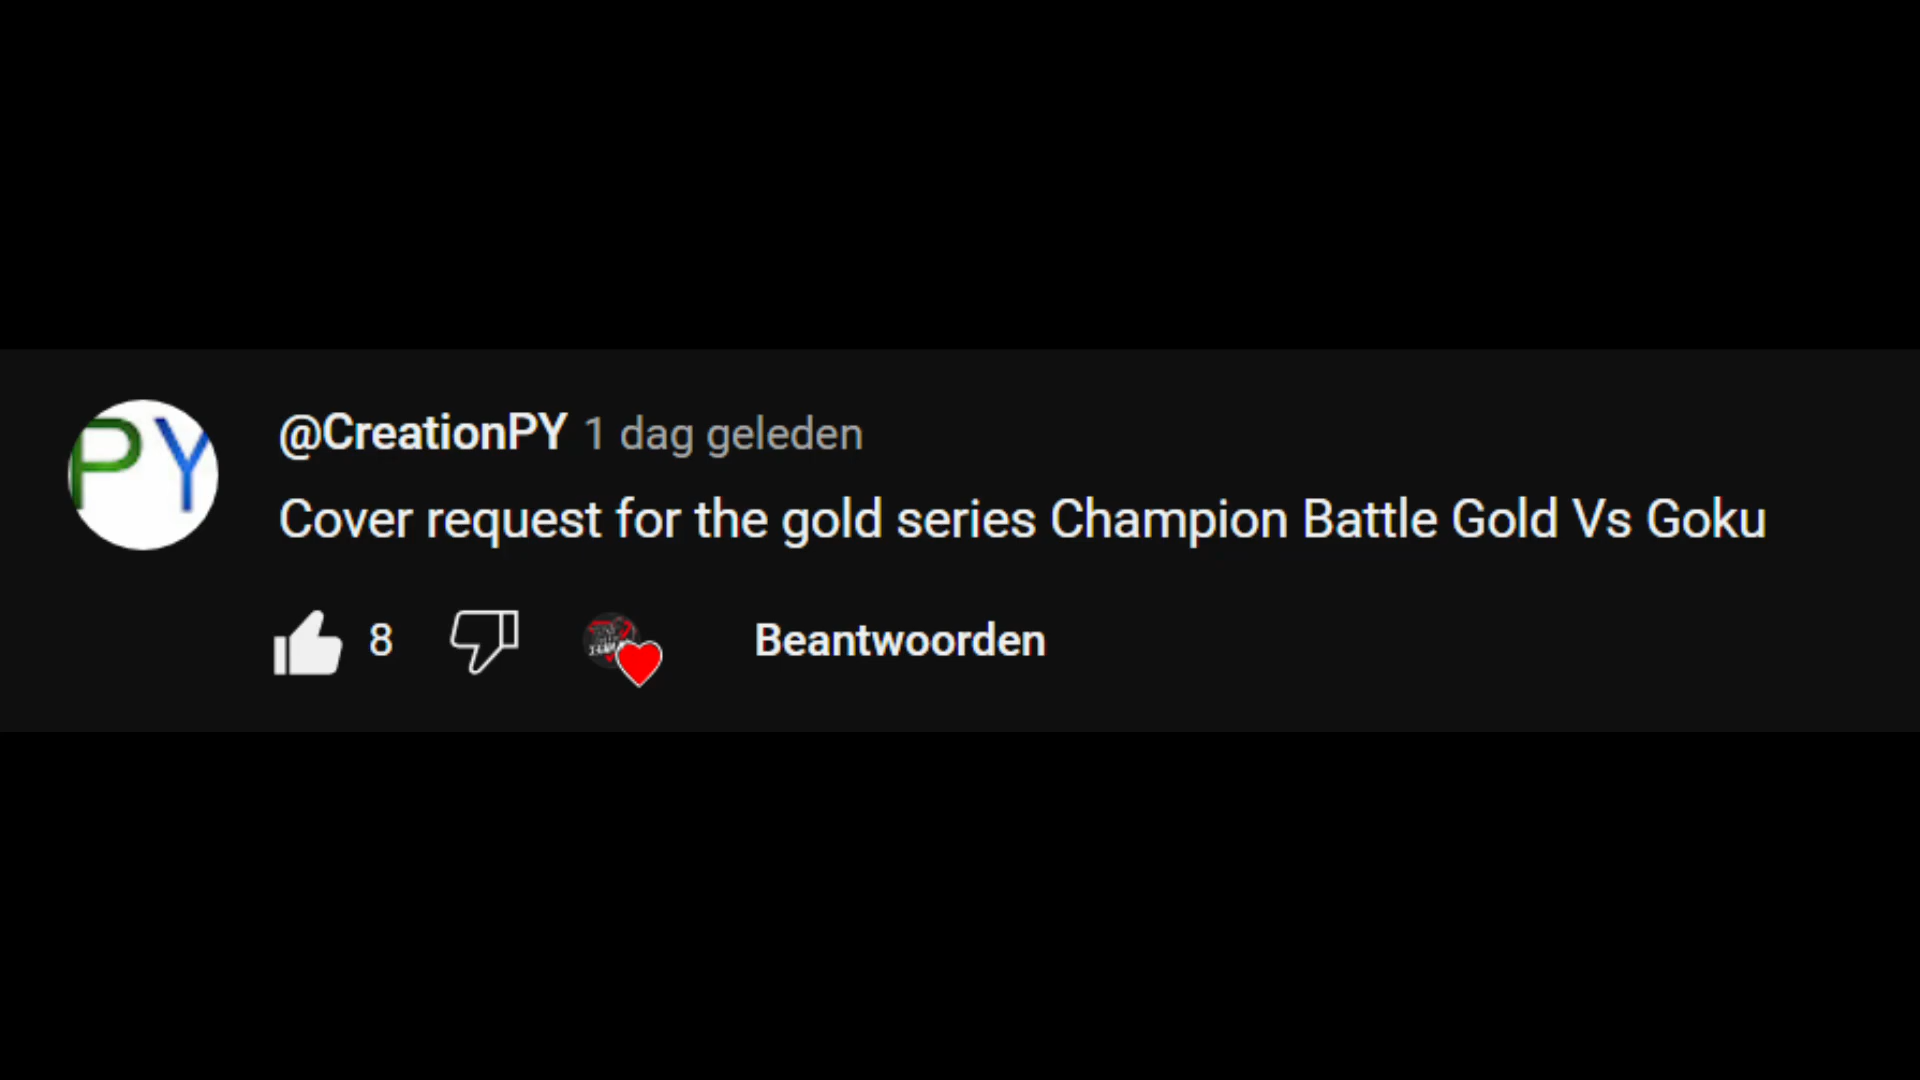 PY
@CreationPY 1 dag geleden
Cover request for the gold series Champion Battle Gold Vs Goku
8
Beantwoorden